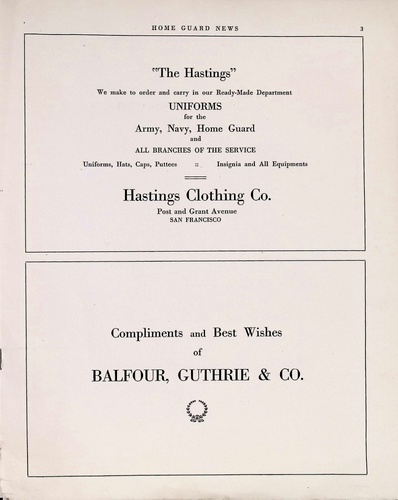 HOME GUARD NEWS 3
"The Hastings"
We make to order and carry in our Ready-Made Department
UNIFORMS
for the
Army, Navy, Home Guard
and
ALL BRANCHES OF THE SERVICE
Uniforms, Hats, Caps, Puttees :: Insignia and All Equipments
Hastings Clothing Co.
Post and Grant Avenue
SAN FRANCISCO
Compliments and Best Wishes
of
BALFOUR, GUTHRIE & CO.